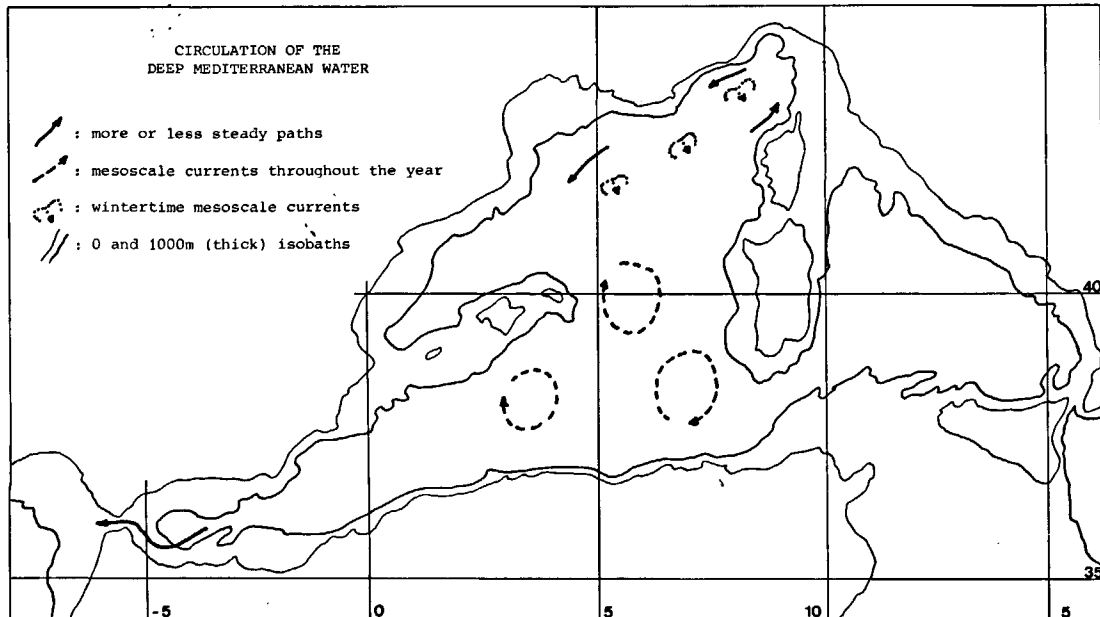 CIRCULATION OF THE
DEEP MEDITERRANEAN WATER
: more or less steady paths
: mesoscale currents throughout the year
: wintertime mesoscale currents
: 0 and 1000m (thick) isobaths
40
35
-5
0
5
10
5